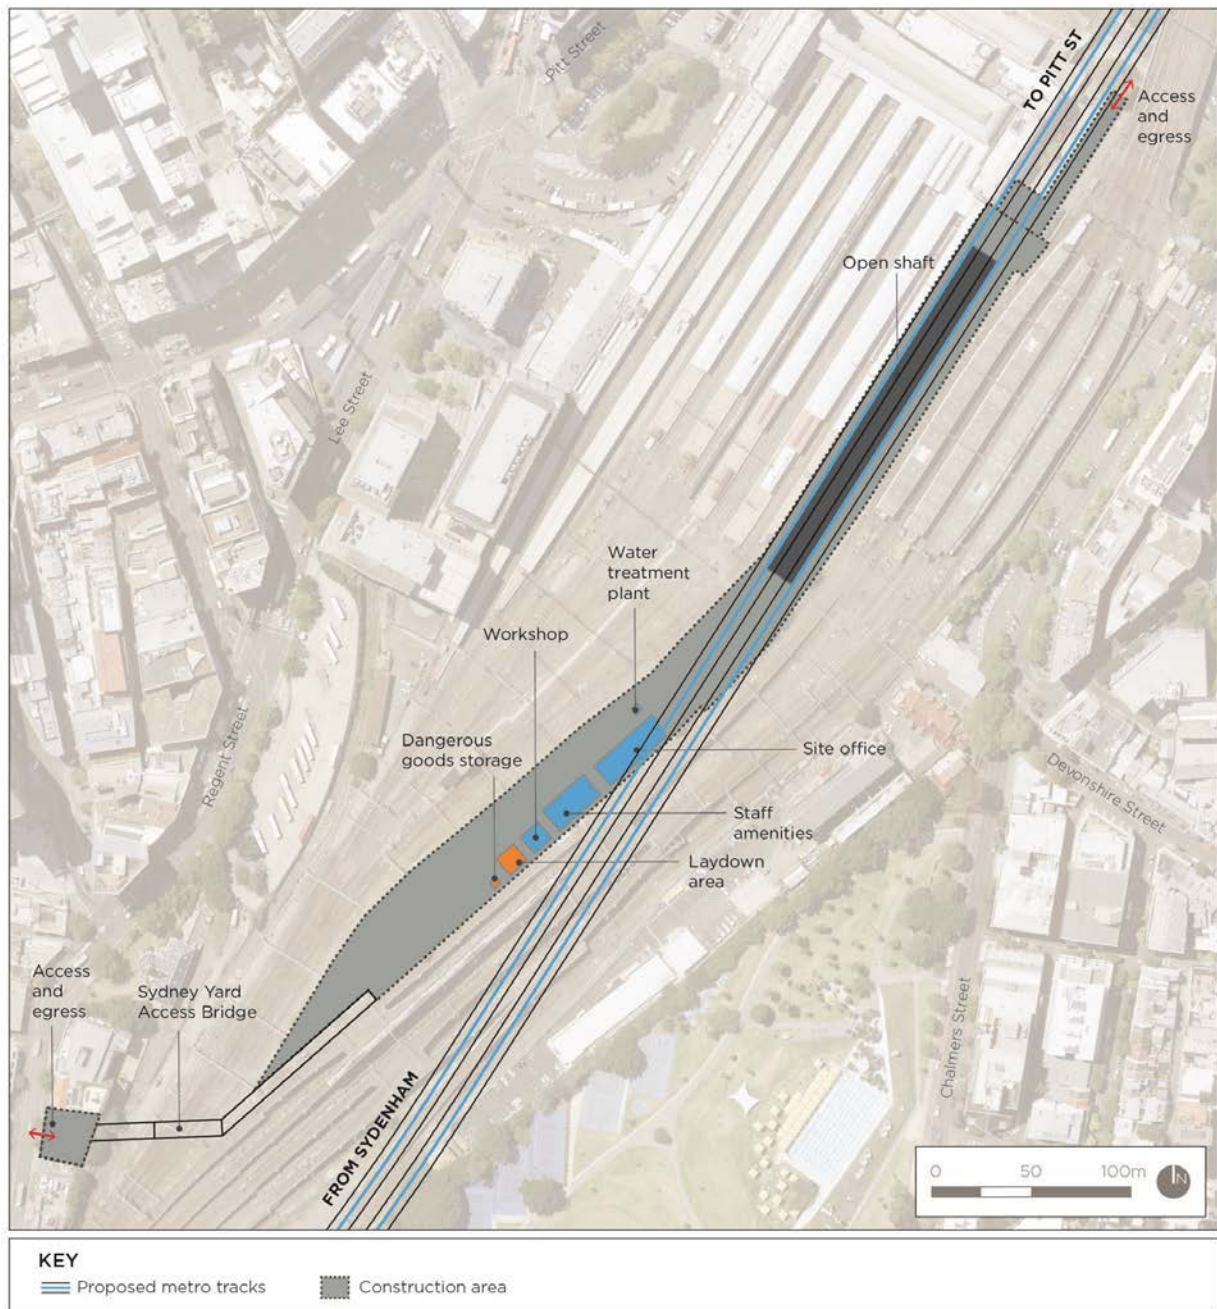 Pitt Street
TO PITT ST
Access
and
egress
Open shaft
Lee Street
Water
treatment
plant
Workshop
Dangerous
goods storage
Regent Street
Site office
Devonshire Street
Staff
amenities
Laydown
area
Access
and
egress
Sydney Yard
Access Bridge
Chalmers Street
FROM SYDENHAM
0 50 100m
N
KEY
Proposed metro tracks
Construction area